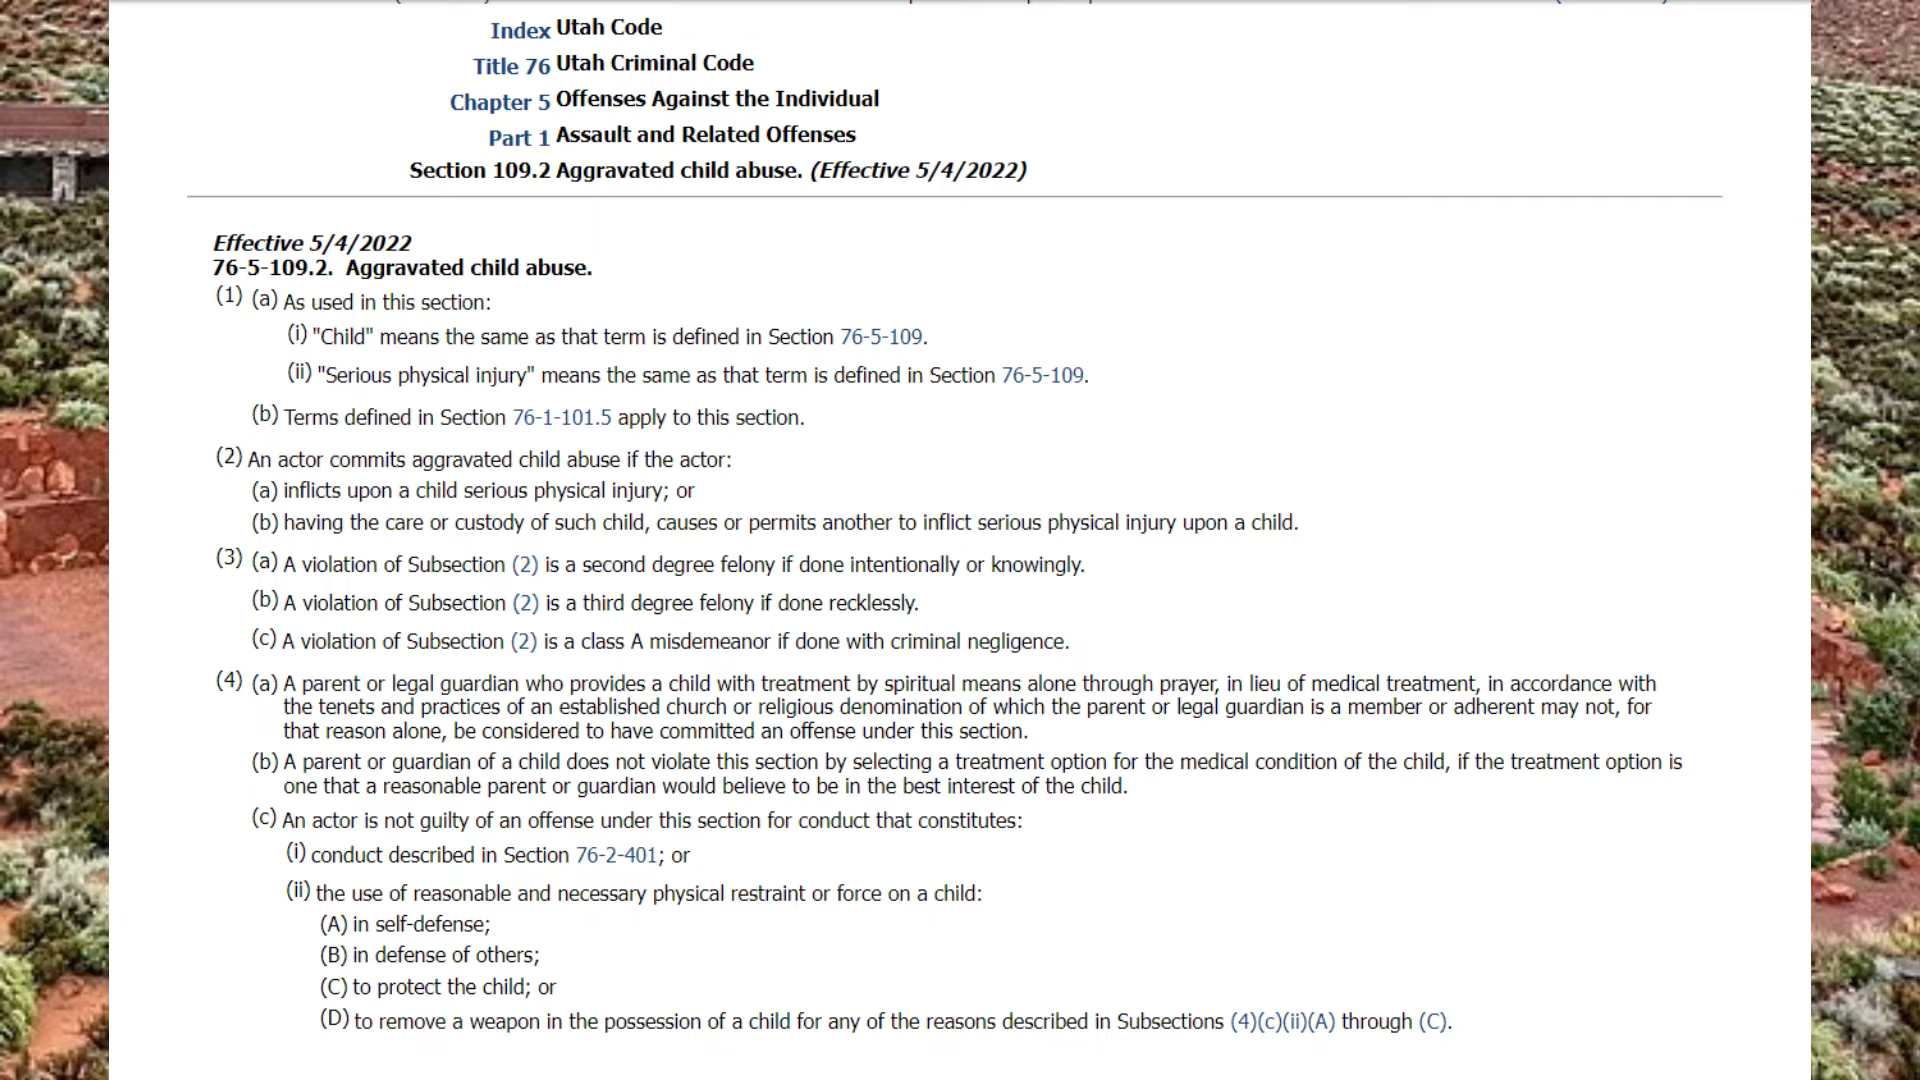 Index Utah Code
Title 76 Utah Criminal Code
Chapter 5 Offenses Against the Individual
Part 1 Assault and Related Offenses
Section 109.2 Aggravated child abuse. (Effective 5/4/2022)
Effective 5/4/2022
76-5-109.2. Aggravated child abuse.
(1) (a) As used in this section:
(i) "Child" means the same as that term is defined in Section 76-5-109.
(ii) "Serious physical injury" means the same as that term is defined in Section 76-5-109.
(b) Terms defined in Section 76-1-101.5 apply to this section.
(2) An actor commits aggravated child abuse if the actor:
(a) inflicts upon a child serious physical injury; or
(b) having the care or custody of such child, causes or permits another to inflict serious physical injury upon a child.
(3) (a) A violation of Subsection (2) is a second degree felony if done intentionally or knowingly.
(b) A violation of Subsection (2) is a third degree felony if done recklessly.
(c) A violation of Subsection (2) is a class A misdemeanor if done with criminal negligence.
(4) (a) A parent or legal guardian who provides a child with treatment by spiritual means alone through prayer, in lieu of medical treatment, in accordance with
the tenets and practices of an established church or religious denomination of which the parent or legal guardian is a member or adherent may not, for
that reason alone, be considered to have committed an offense under this section.
(b) A parent or guardian of a child does not violate this section by selecting a treatment option for the medical condition of the child, if the treatment option is
one that a reasonable parent or guardian would believe to be in the best interest of the child.
(c) An actor is not guilty of an offense under this section for conduct that constitutes:
(i) conduct described in Section 76-2-401; or
(ii) the use of reasonable and necessary physical restraint or force on a child:
(A) in self-defense;
(B) in defense of others;
(C) to protect the child; or
(D) to remove a weapon in the possession of a child for any of the reasons described in Subsections (4)(c)(ii)(A) through (C).